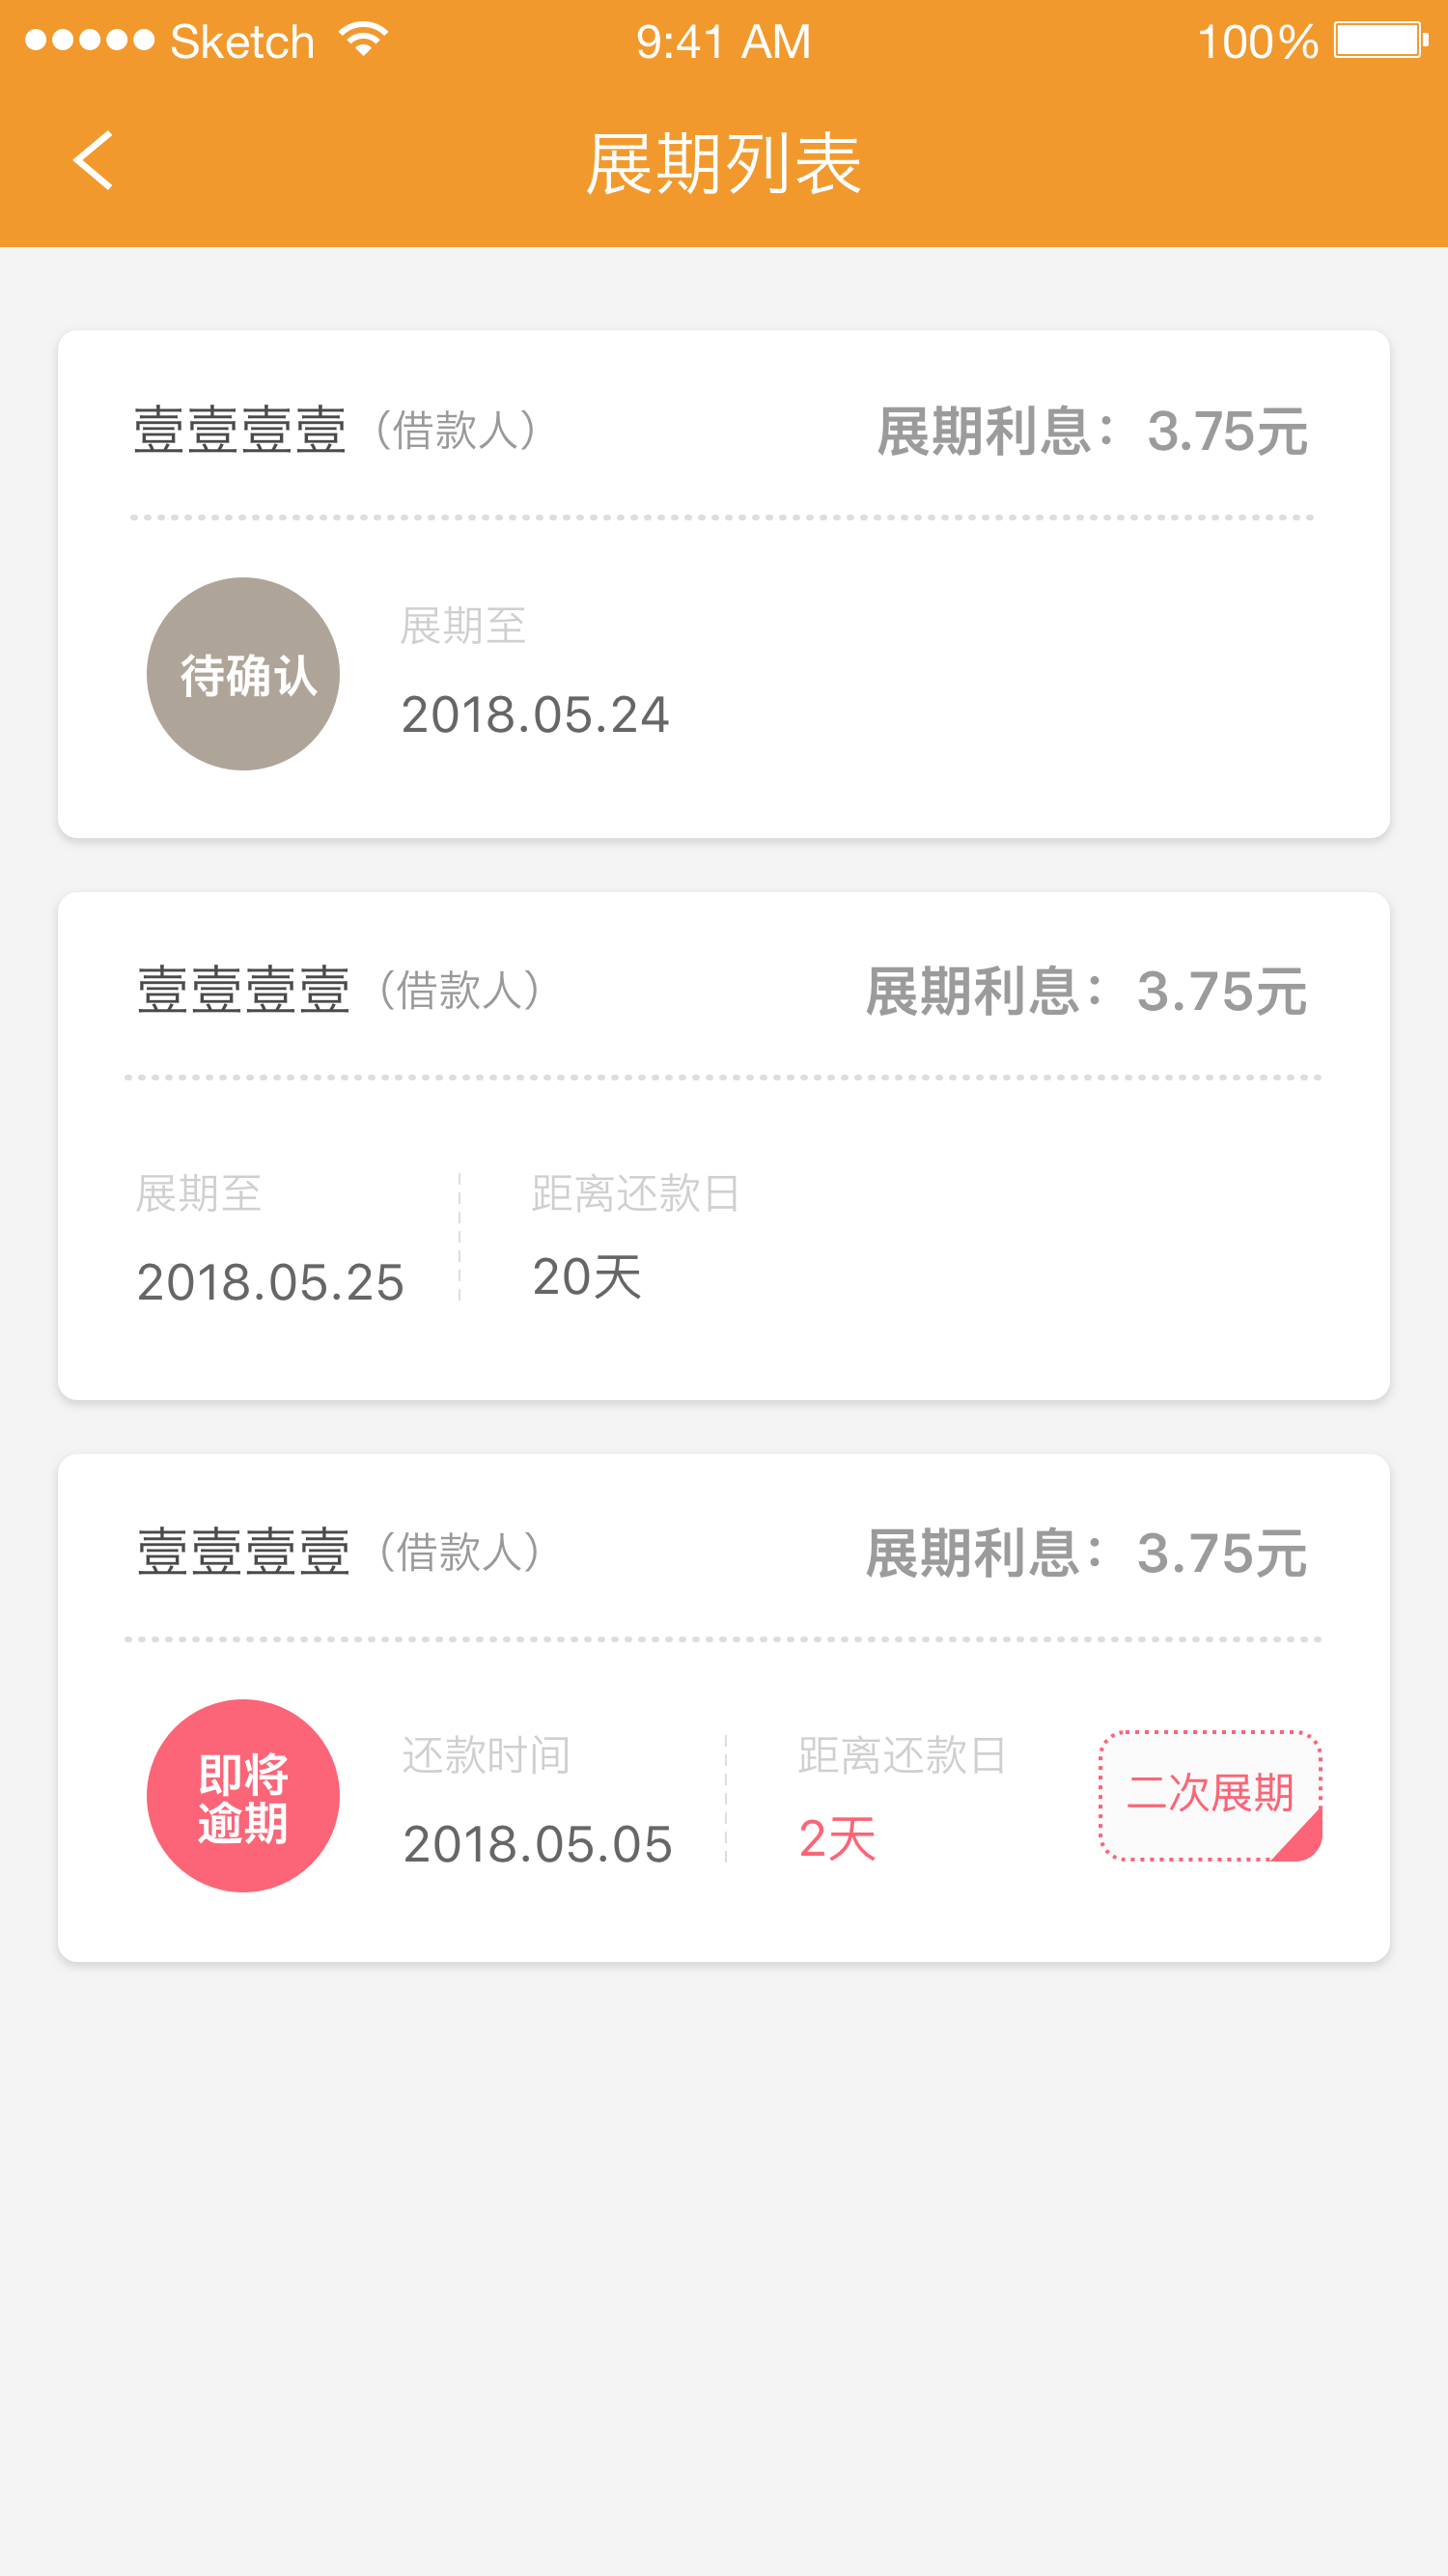 Sketch 9:41 AM 100%
展期列表
壹壹壹壹（借款人） 展期利息：3.75元
待确认
展期至
2018.05.24
壹壹壹壹（借款人） 展期利息：3.75元
展期至 距离还款日
2018.05.25 20天
壹壹壹壹（借款人） 展期利息：3.75元
即将
逾期
还款时间 距离还款日
2018.05.05 2天
二次展期